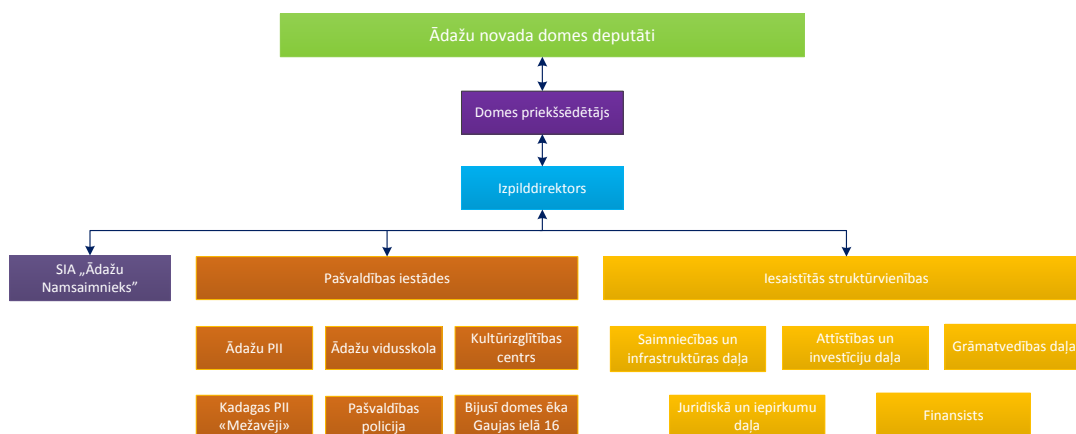 Ādažu novada domes deputāti
Domes priekšsēdētājs
Izpilddirektors
SIA „Ādažu
Namsaimnieks”
Pašvaldības iestādes
Iesaistītās struktūrvienības
Ādažu PII
Ādažu vidusskola
Kultūrizglītības
centrs
Saimniecības un
infrastruktūras daļa
Attīstības un
investīciju daļa
Grāmatvedības daļa
Kadagas PII
«Mežavēji»
Pašvaldības
policija
Bijusī domes ēka
Gaujas ielā 16
Juridiskā un iepirkumu
daļa
Finansists